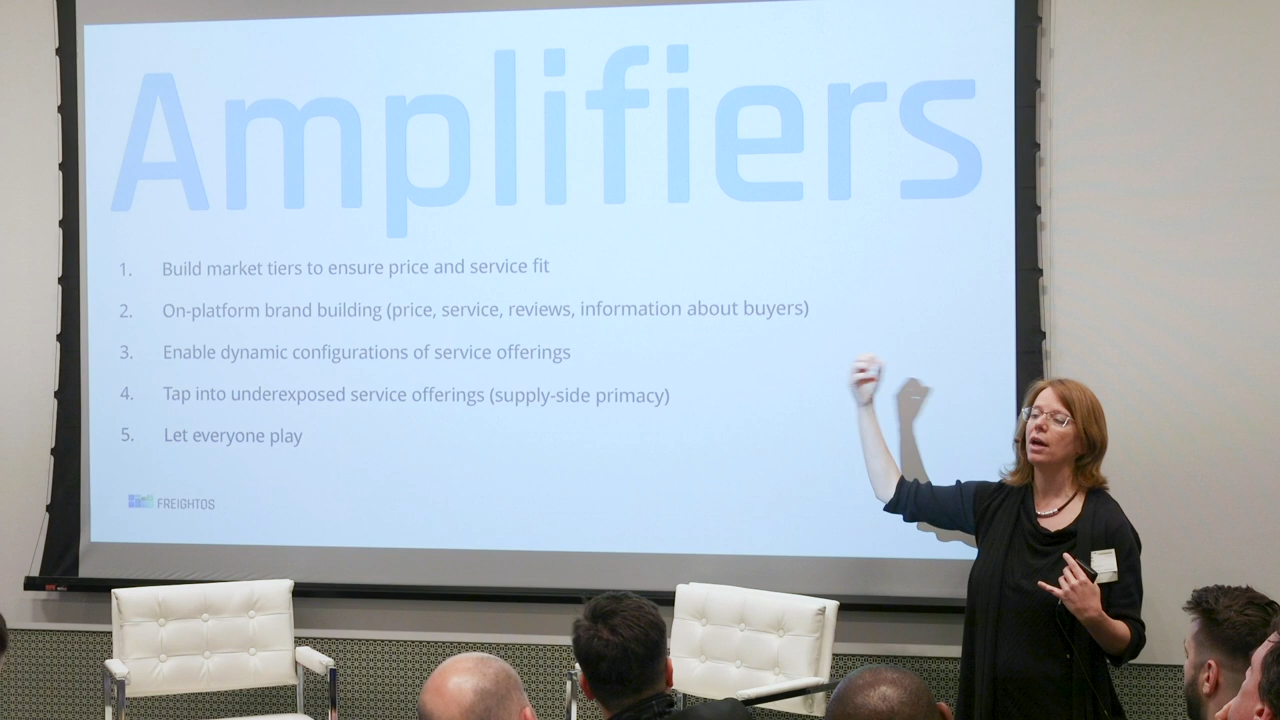 Amplifiers
1. Build market tiers to ensure price and service fit
2. On-platform brand building (price, service, reviews, information about buyers)
3. Enable dynamic configurations of service offerings
4. Tap into underexposed service offerings (supply-side primacy)
5. Let everyone play
FREIGHTOS